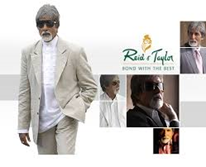 Reid & Taylor
BOND WITH THE BEST